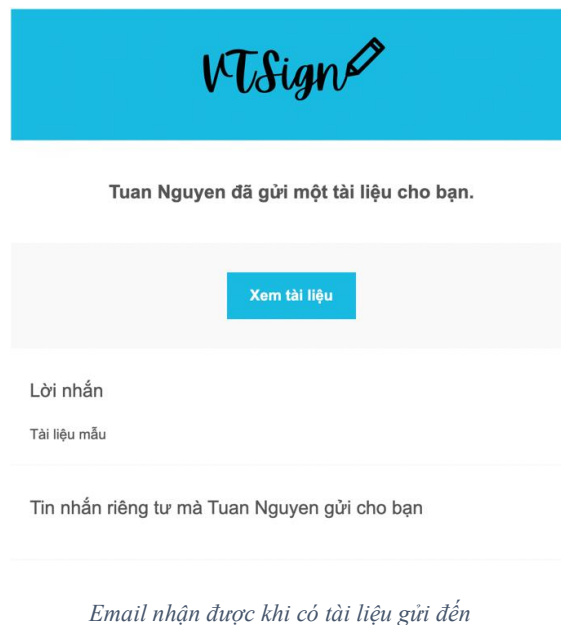 VTSign
Tuan Nguyen đã gửi một tài liệu cho bạn.
Xem tài liệu
Lời nhắn
Tài liệu mẫu
Tin nhắn riêng tư mà Tuan Nguyen gửi cho bạn
Email nhận được khi có tài liệu gửi đến